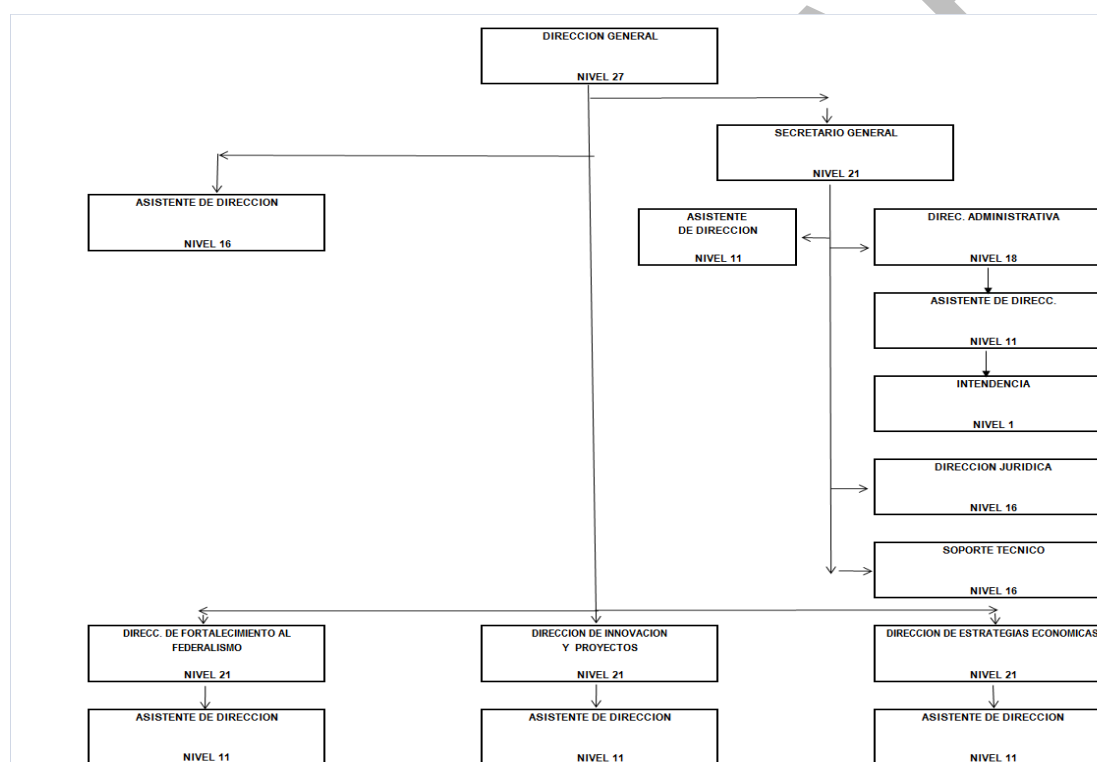 DIRECCION GENERAL
NIVEL 27
SECRETARIO GENERAL
NIVEL 21
ASISTENTE DE DIRECCION
NIVEL 16
ASISTENTE
DE DIRECCION
NIVEL 11
DIREC. ADMINISTRATIVA
NIVEL 18
ASISTENTE DE DIRECC.
NIVEL 11
INTENDENCIA
NIVEL 1
DIRECCION JURIDICA
NIVEL 16
SOPORTE TECNICO
NIVEL 16
DIRECC. DE FORTALECIMIENTO AL
FEDERALISMO
NIVEL 21
DIRECCION DE INNOVACION
Y PROYECTOS
NIVEL 21
DIRECCION DE ESTRATEGIAS ECONOMICAS
NIVEL 21
ASISTENTE DE DIRECCION
NIVEL 11
ASISTENTE DE DIRECCION
NIVEL 11
ASISTENTE DE DIRECCION
NIVEL 11